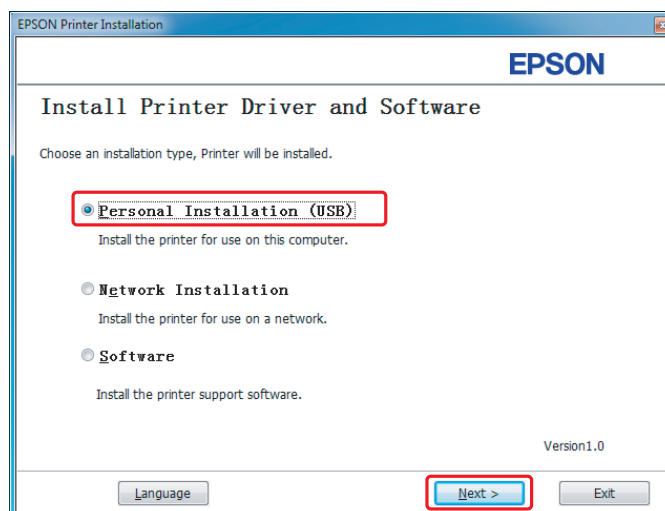 EPSON Printer Installation
EPSON
Install Printer Driver and Software
Choose an installation type, Printer will be installed.
Personal Installation (USB)
Install the printer for use on this computer.
Network Installation
Install the printer for use on a network.
Software
Install the printer support software.
Version1.0
Language
Next >
Exit